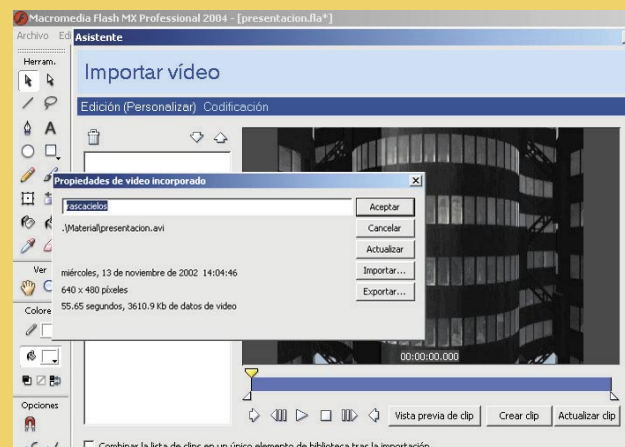 Macromedia Flash MX Professional 2004 - [presentacion.fla*]
Archivo Edi
Asistente
Herram.
Importar vídeo
Edición (Personalizar) Codificación
A
Propiedades de video incorporado
rascacielos
Aceptar
.\Material\presentacion.avi
Cancelar
Actualizar
Ver
miércoles, 13 de noviembre de 2002 14:04:46
Importar...
640 x 480 píxeles
Exportar...
55.65 segundos, 3610.9 Kb de datos de video
Colore
00:00:00.000
Opciones
Vista previa de clip
Crear clip
Actualizar clip
Combinar la lista de clips en un único elemento de biblioteca tras la importación